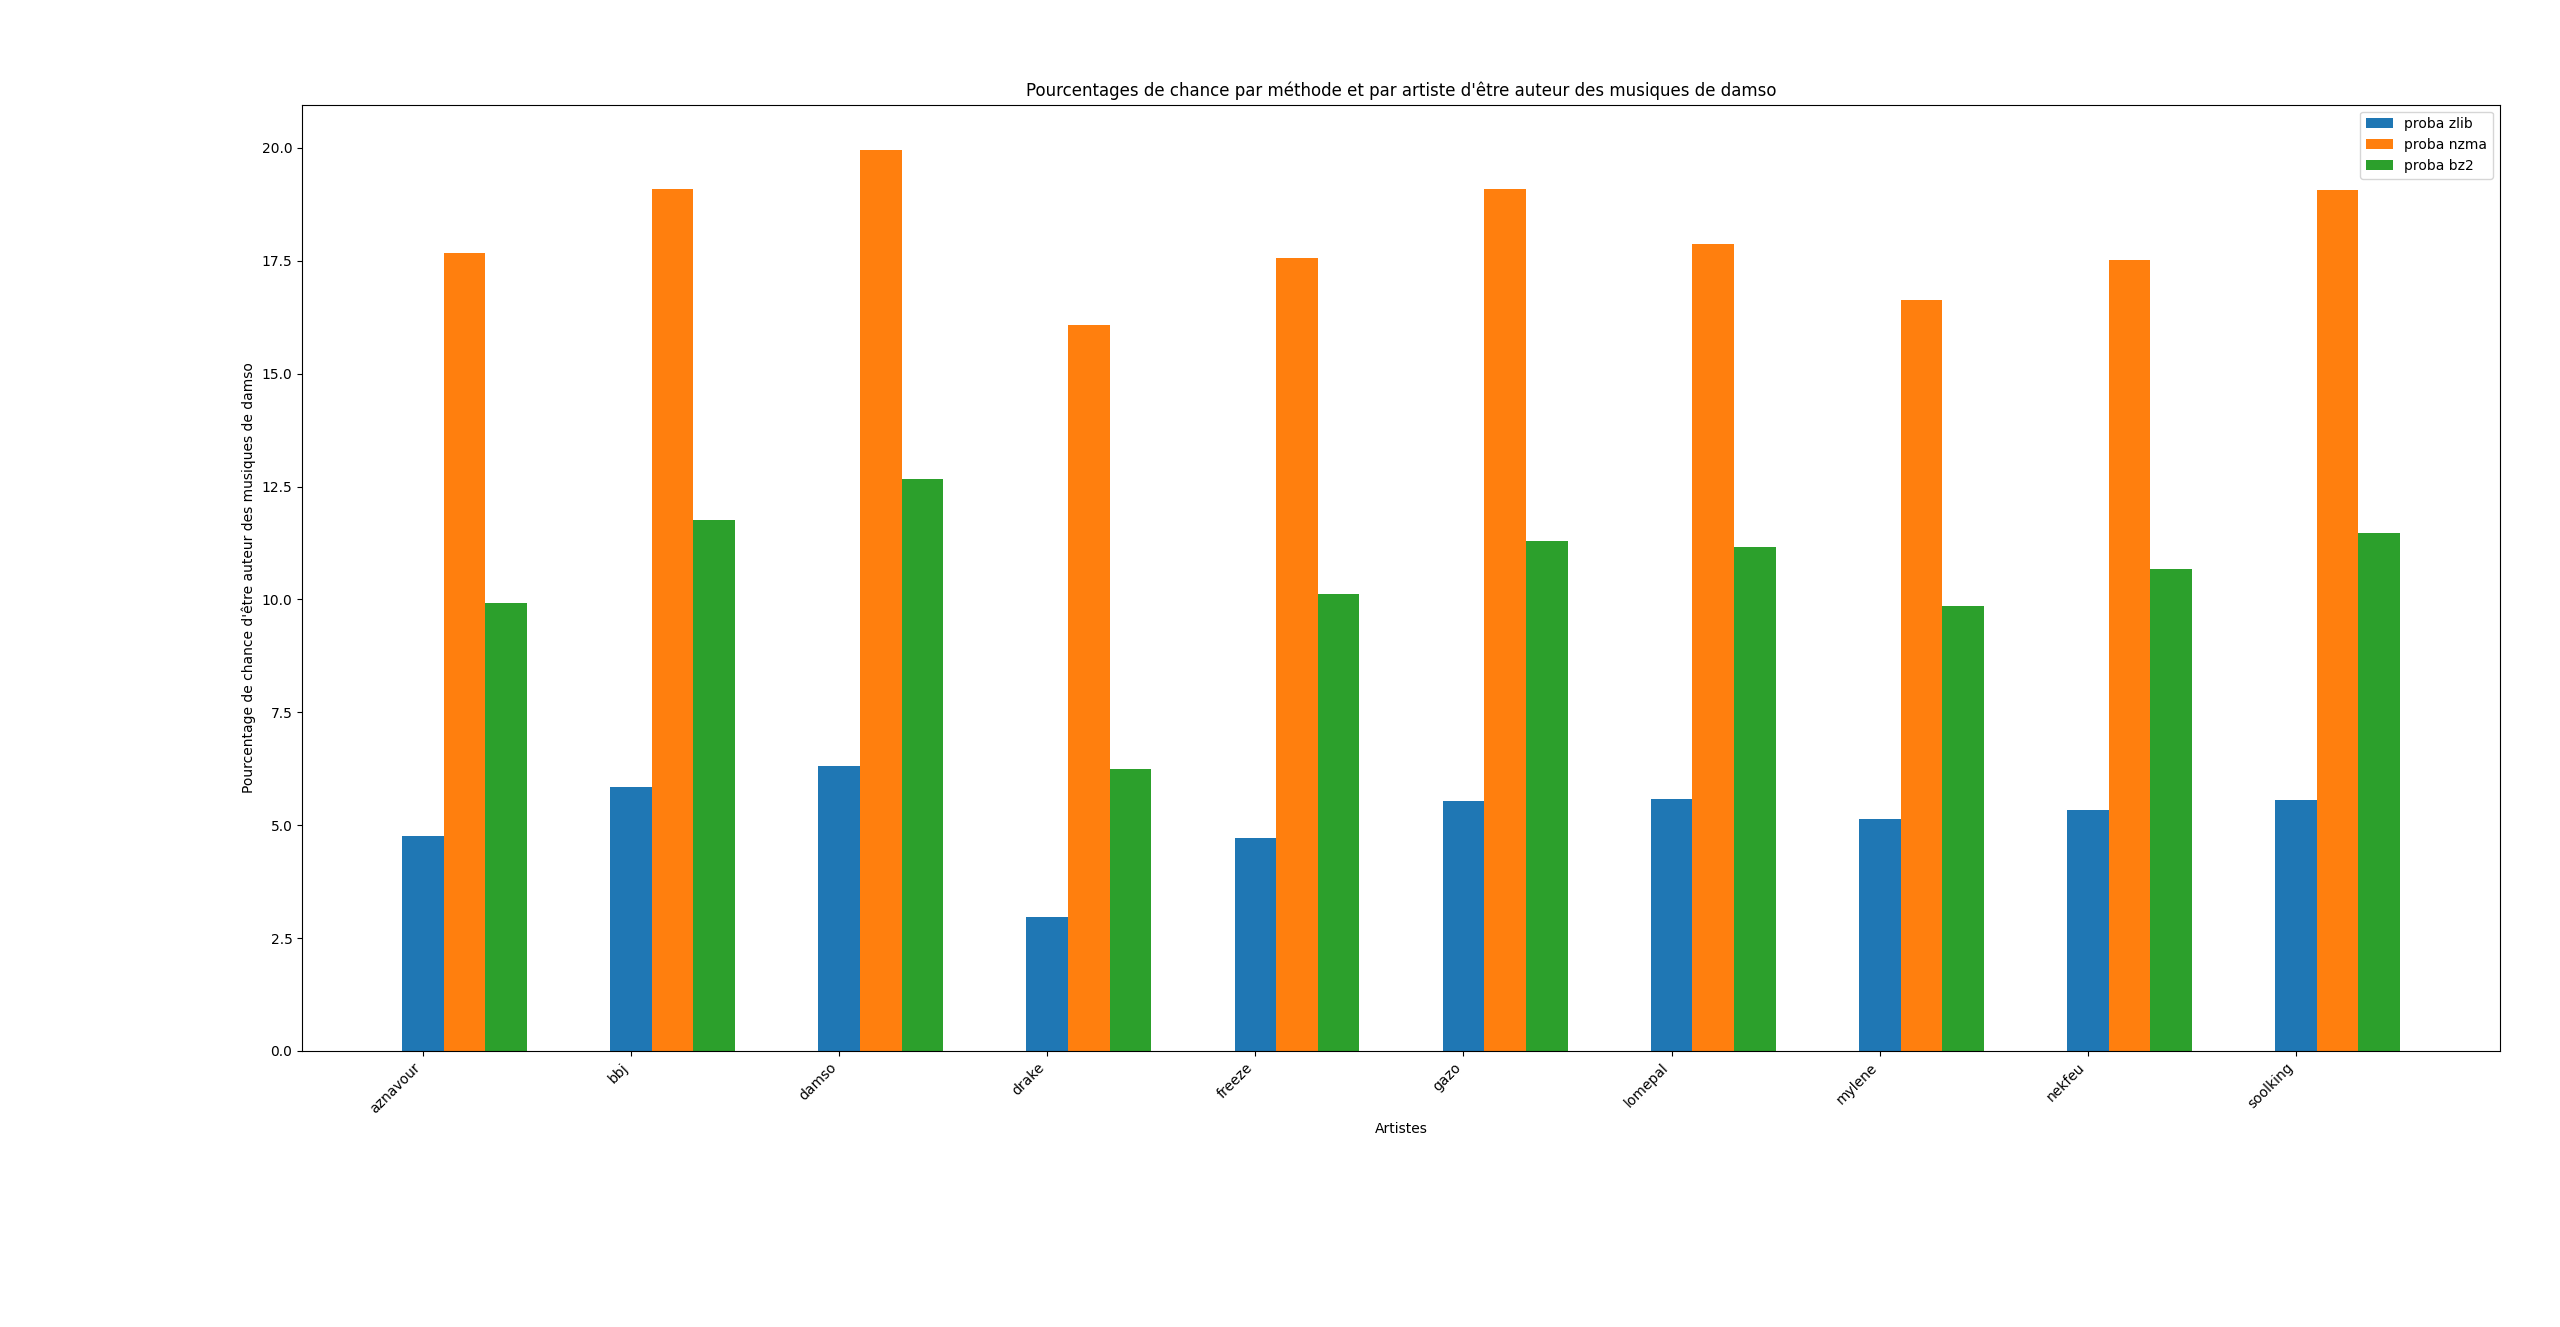 Pourcentages de chance par méthode et par artiste d'être auteur des musiques de damso
proba zlib
proba nzma
proba bz2
Pourcentage de chance d'être auteur des musiques de damso
20.0
17.5
15.0
12.5
10.0
7.5
5.0
2.5
0.0
aznavour
bbj
damso
drake
freeze
gazo
lomepal
mylene
nekfeu
soolking
Artistes